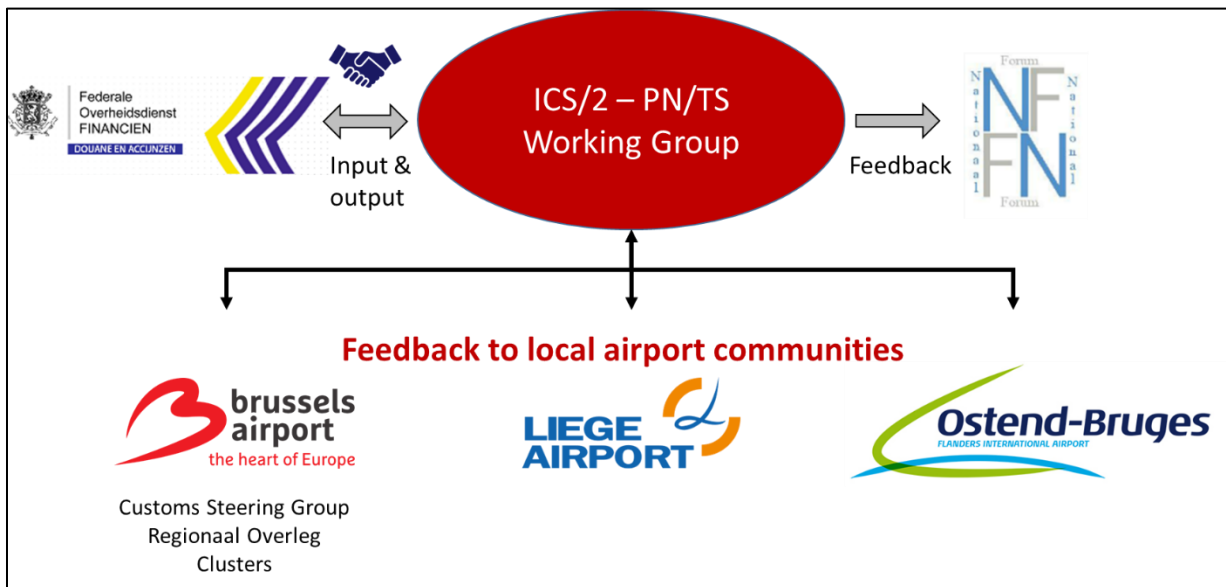 Federale
Overheidsdienst
FINANCIEN
DOUANE EN ACCIJNZEN
Input &
output
ICS/2 – PN/TS
Working Group
Feedback
Forum
Nationaal
NF
FN
National
Forum
Feedback to local airport communities
brussels
airport
the heart of Europe
Customs Steering Group
Regionaal Overleg
Clusters
LIEGE
AIRPORT
Ostend-Bruges
FLANDERS INTERNATIONAL AIRPORT